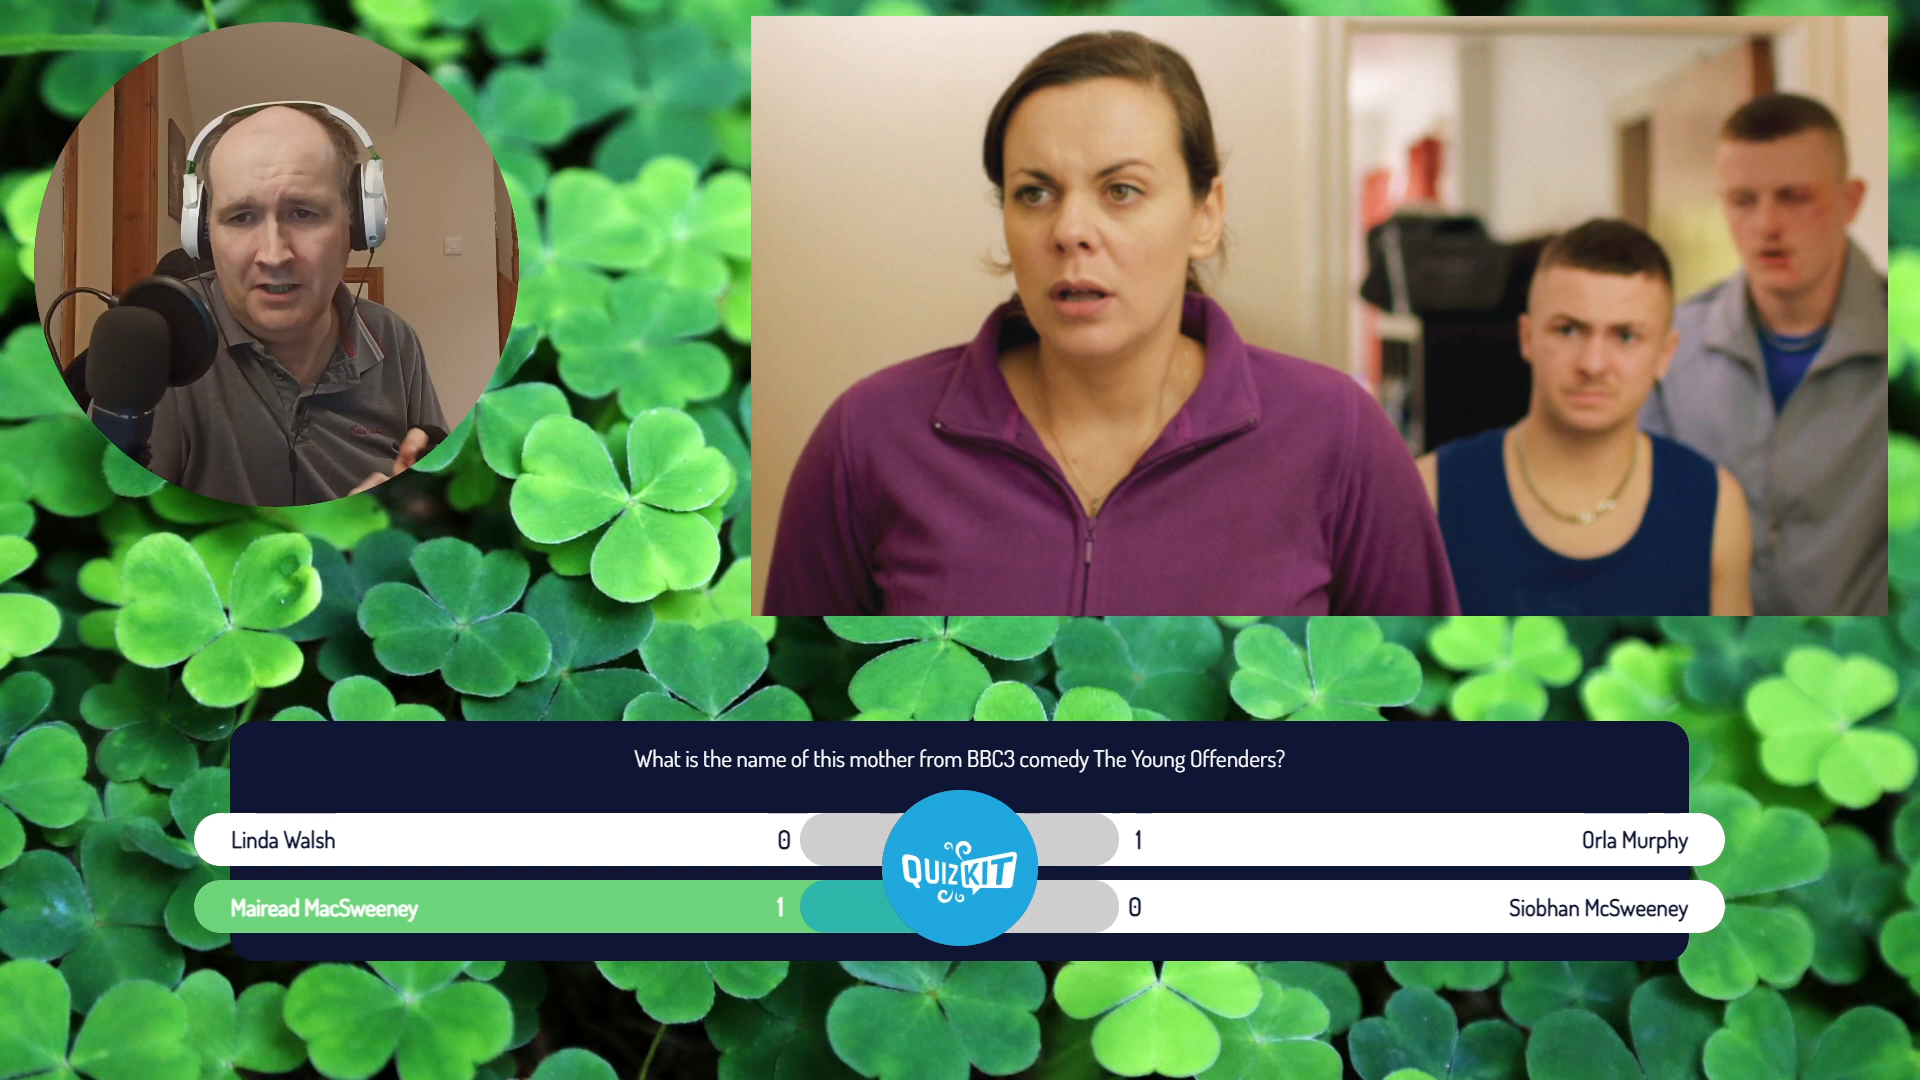 What is the name of this mother from BBC3 comedy The Young Offenders?
Linda Walsh 0
1 Orla Murphy
QUIZKIT
Mairead MacSweeney 1
0 Siobhan McSweeney